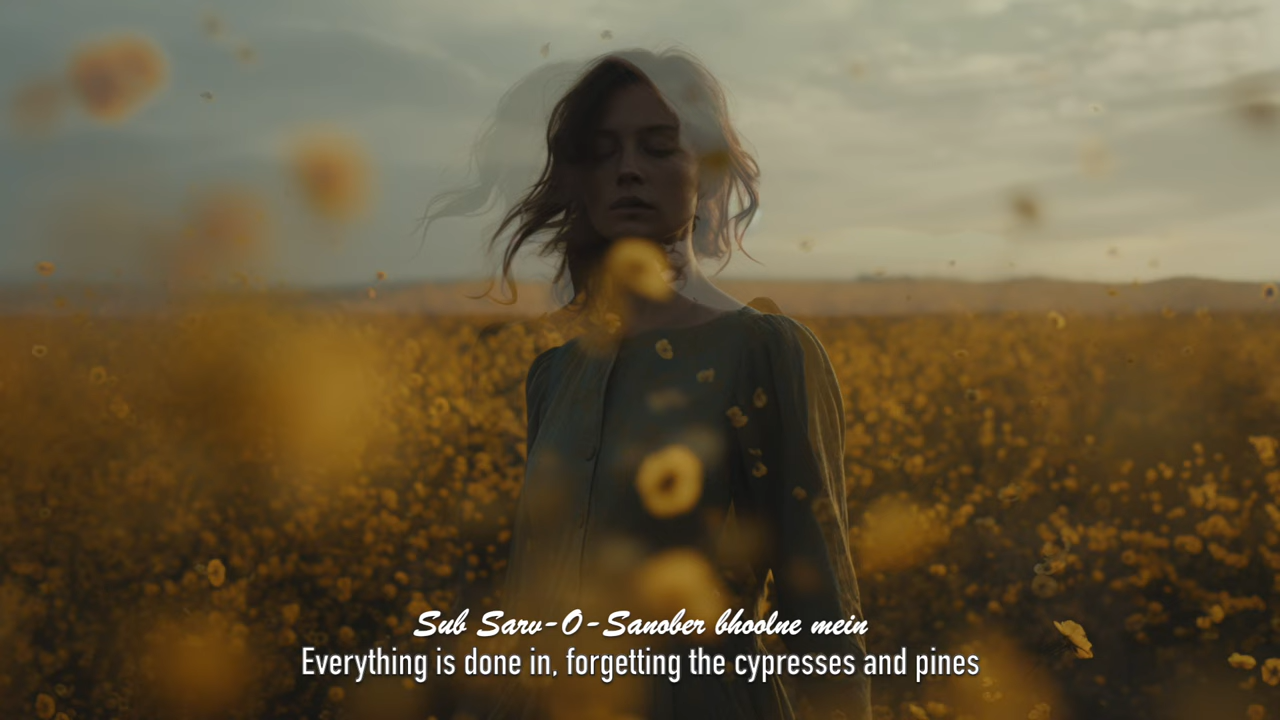 Sub Sarv-O-Sanober bhoolne mein
Everything is done in, forgetting the cypresses and pines